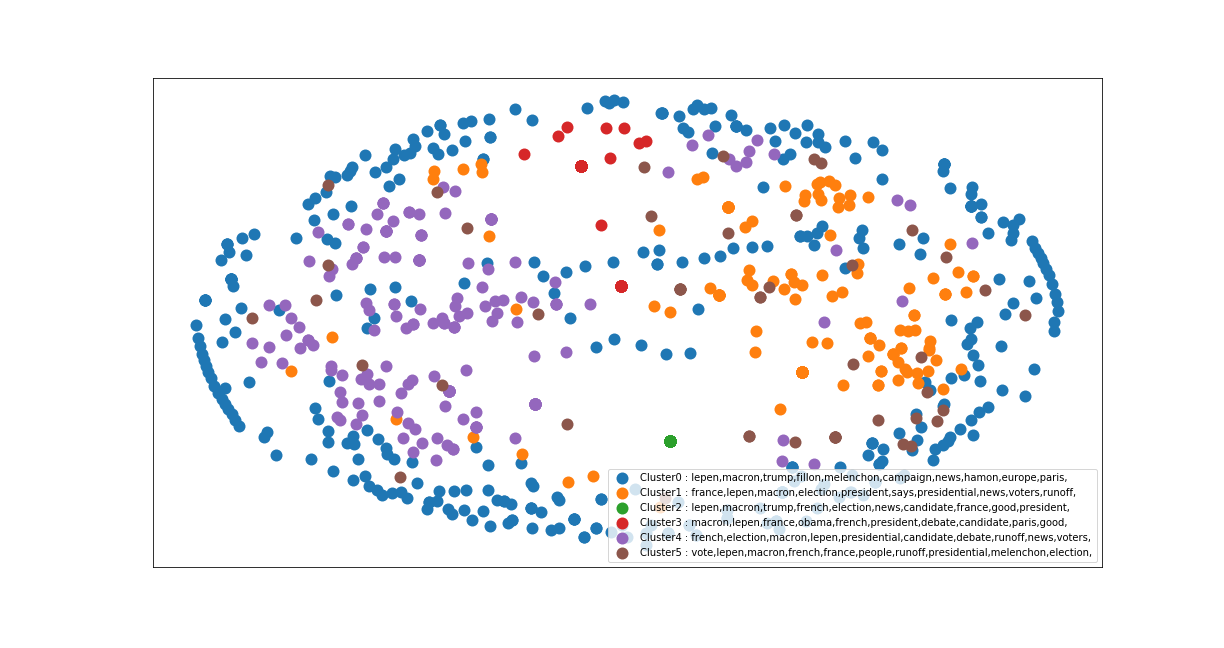 Cluster0 : lepen,macron,trump,fillon,melenchon,campaign,news,hamon,europe,paris,
Cluster1 : france,lepen,macron,election,president,says,presidential,news,voters,runoff,
Cluster2 : lepen,macron,trump,french,election,news,candidate,france,good,president,
Cluster3 : macron,lepen,france,obama,french,president,debate,candidate,paris,good,
Cluster4 : french,election,macron,lepen,presidential,candidate,debate,runoff,news,voters,
Cluster5 : vote,lepen,macron,french,france,people,runoff,presidential,melenchon,election,